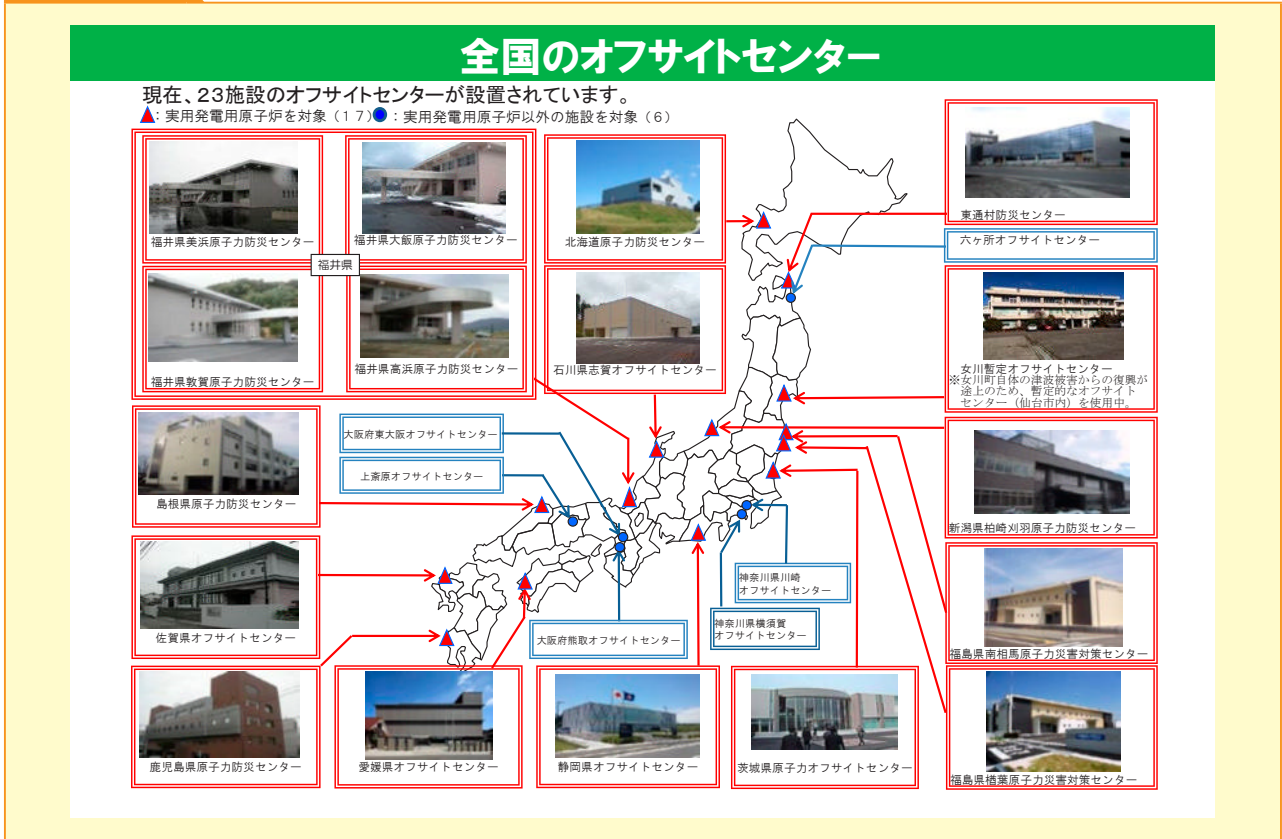 全国のオフサイトセンター
現在、23施設のオフサイトセンターが設置されています。
▲：実用発電用原子炉を対象（17）●：実用発電用原子炉以外の施設を対象（6）
福井県美浜原子力防災センター
福井県大飯原子力防災センター
福井県
福井県敦賀原子力防災センター
福井県高浜原子力防災センター
北海道原子力防災センター
石川県志賀オフサイトセンター
東通村防災センター
六ヶ所オフサイトセンター
女川暫定オフサイトセンター
※女川町自体の津波被害からの復興が
途上のため、暫定的なオフサイト
センター（仙台市内）を使用中。
大阪府東大阪オフサイトセンター
上斎原オフサイトセンター
島根県原子力防災センター
新潟県柏崎刈羽原子力防災センター
佐賀県オフサイトセンター
大阪府熊取オフサイトセンター
神奈川県川崎
オフサイトセンター
神奈川県横須賀
オフサイトセンター
福島県南相馬原子力災害対策センター
鹿児島県原子力防災センター
愛媛県オフサイトセンター
静岡県オフサイトセンター
茨城県原子力オフサイトセンター
福島県楢葉原子力災害対策センター